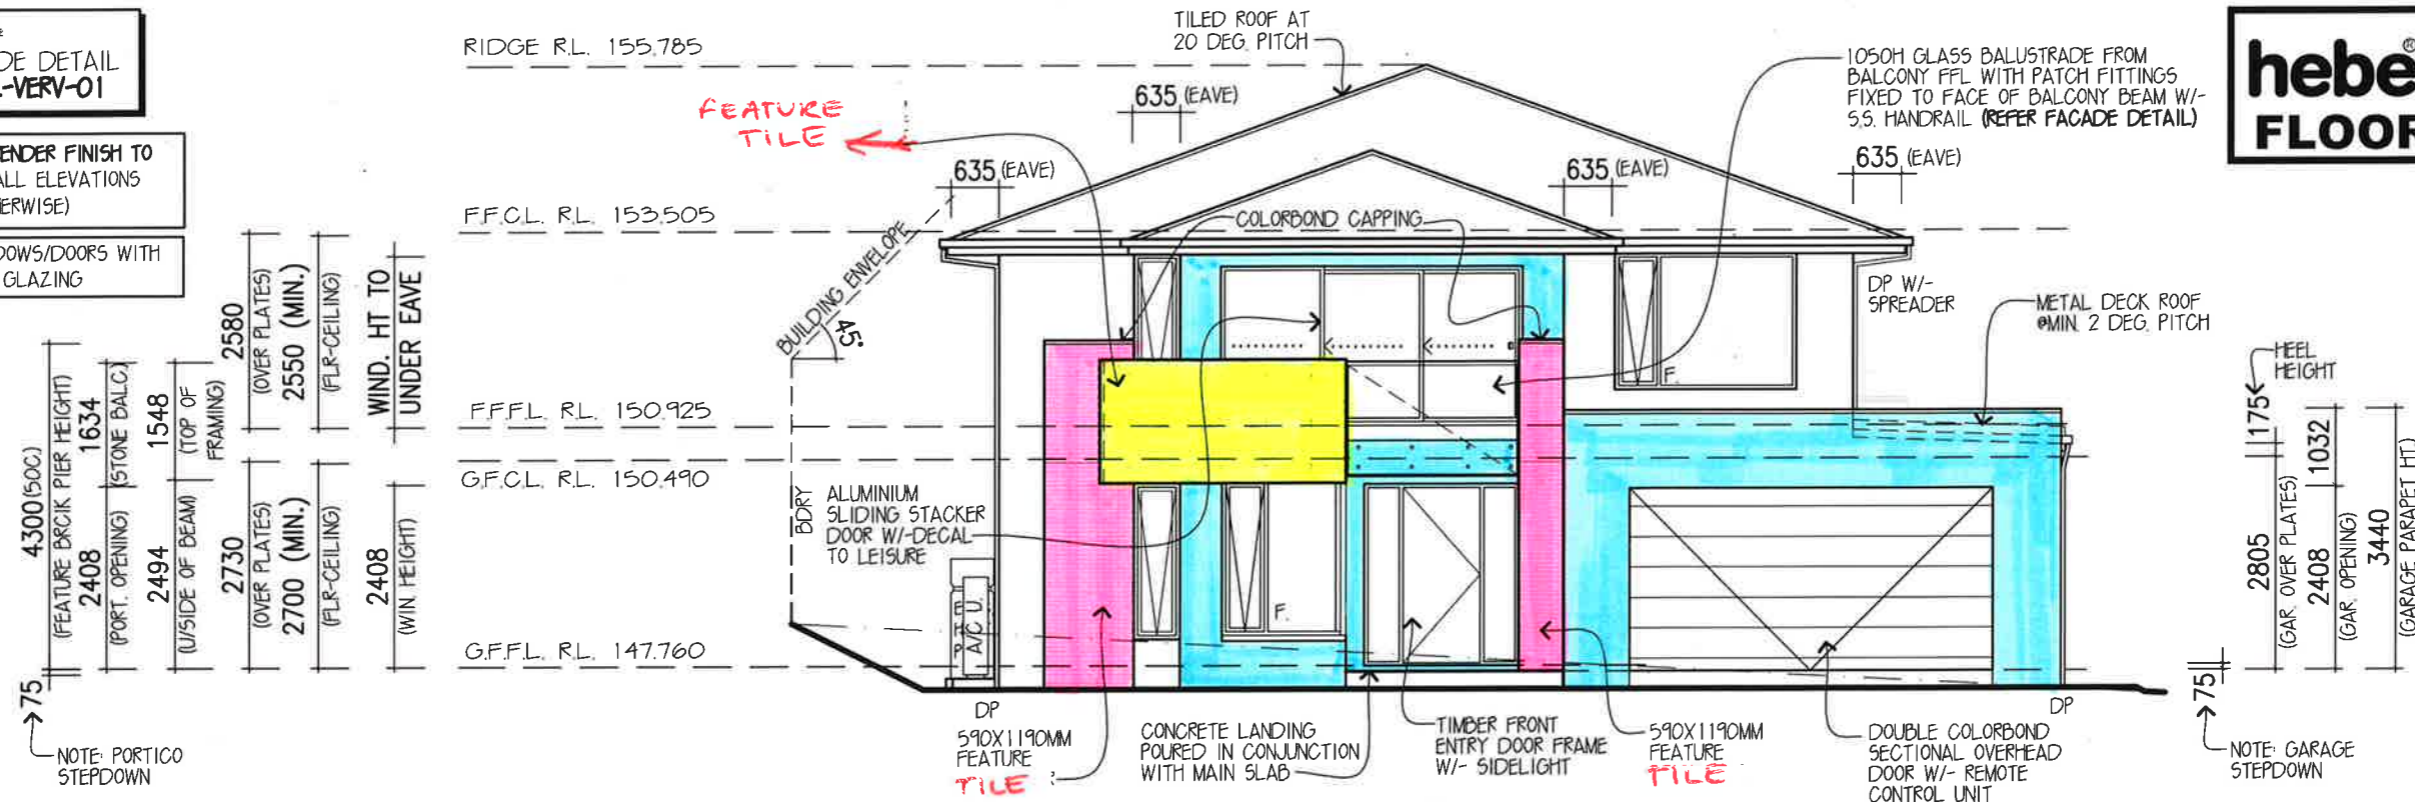 DE DETAIL
-VERV-01
ENDER FINISH TO
ALL ELEVATIONS
HERWISE)
DOWS/DOORS WITH
GLAZING
RIDGE R.L. 155.785
FEATURE
TILE
F.F.C.L. R.L. 153.505
F.F.F.L. R.L. 150.925
G.F.C.L. R.L. 150.490
G.F.F.L. R.L. 147.760
TILED ROOF AT
20 DEG. PITCH
635 (EAVE)
635 (EAVE)
635 (EAVE)
635 (EAVE)
1050H GLASS BALUSTRADE FROM
BALCONY FFL WITH PATCH FITTINGS
FIXED TO FACE OF BALCONY BEAM W/-
S.S. HANDRAIL (REFER FACADE DETAIL)
hebe®
FLOOR
COLORBOND CAPPING
BUILDING ENVELOPE
45°
BDRY
DP W/-
SPREADER
METAL DECK ROOF
@MIN. 2 DEG. PITCH
4300(SOC)
(FEATURE BRCIK PIER HEIGHT)
2408
(PORT. OPENING)
1634
(STONE BALC.)
2494
(U/SIDE OF BEAM)
1548
(TOP OF
FRAMING)
2580
(OVER PLATES)
2730
(OVER PLATES)
2550 (MIN.)
(FLR-CEILING)
2700 (MIN.)
(FLR-CEILING)
WIND. HT TO
UNDER EAVE
2408
(WIN. HEIGHT)
75
NOTE: PORTICO
STEPDOWN
ALUMINIUM
SLIDING STACKER
DOOR W/-DECAL
TO LEISURE
A/C U.
F.
F.
DP
590X1190MM
FEATURE
TILE
CONCRETE LANDING
POURED IN CONJUNCTION
WITH MAIN SLAB
TIMBER FRONT
ENTRY DOOR FRAME
W/- SIDELIGHT
590X1190MM
FEATURE
TILE
DOUBLE COLORBOND
SECTIONAL OVERHEAD
DOOR W/- REMOTE
CONTROL UNIT
DP
HEEL
HEIGHT
175
2805
(GAR. OVER PLATES)
1032
2408
(GAR. OPENING)
3440
(GARAGE PARAPET HT)
75
NOTE: GARAGE
STEPDOWN